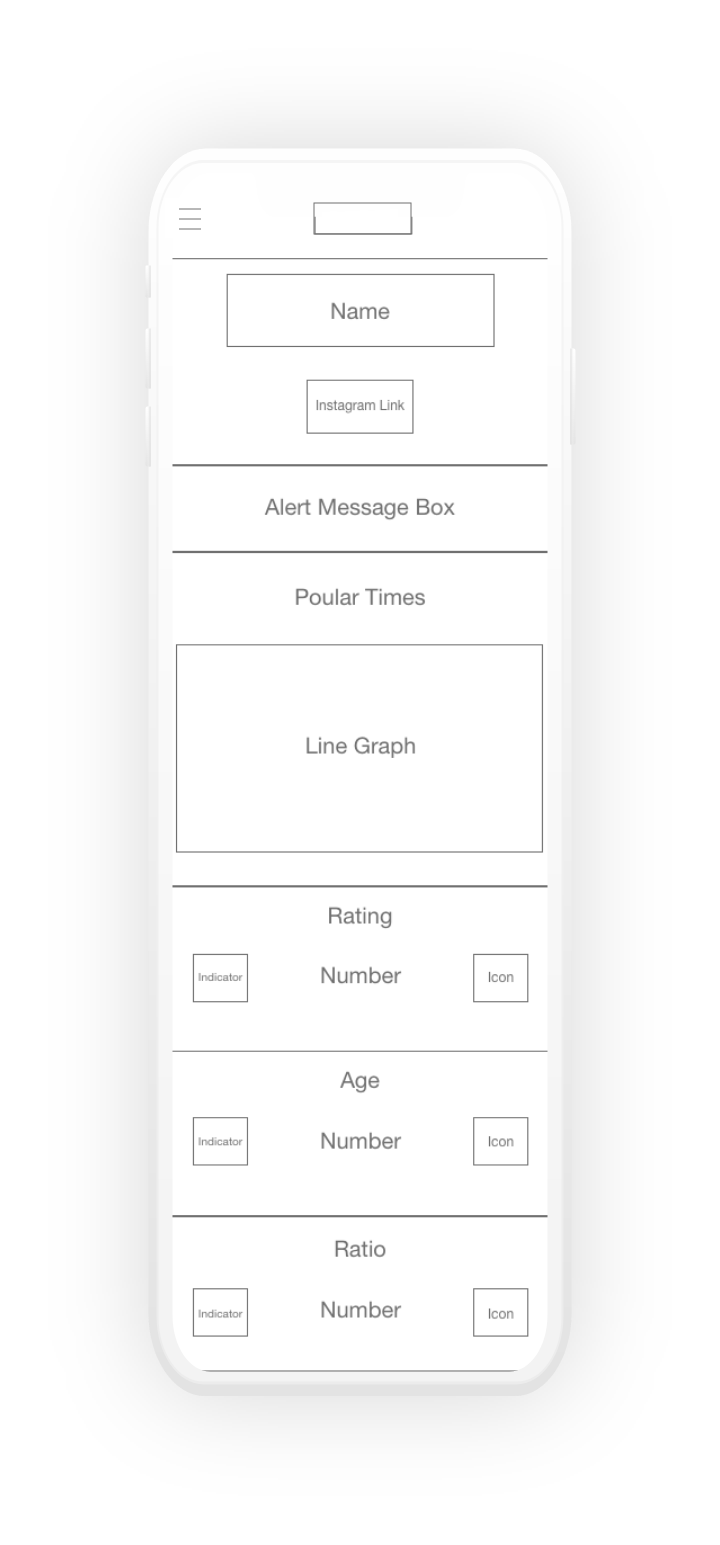 Name
Instagram Link
Alert Message Box
Poular Times
Line Graph
Rating
Indicator Number Icon
Age
Indicator Number Icon
Ratio
Indicator Number Icon